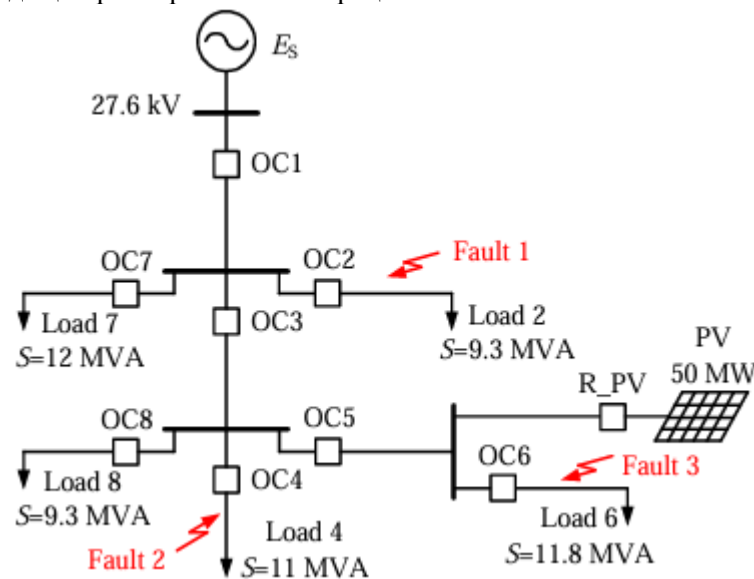 E_S
27.6 kV
OC1
OC7
OC2
Fault 1
Load 7
S=12 MVA
OC3
Load 2
S=9.3 MVA
PV
50 MW
R_PV
OC8
OC5
OC6
Fault 3
Load 8
S=9.3 MVA
OC4
Fault 2
Load 4
S=11 MVA
Load 6
S=11.8 MVA